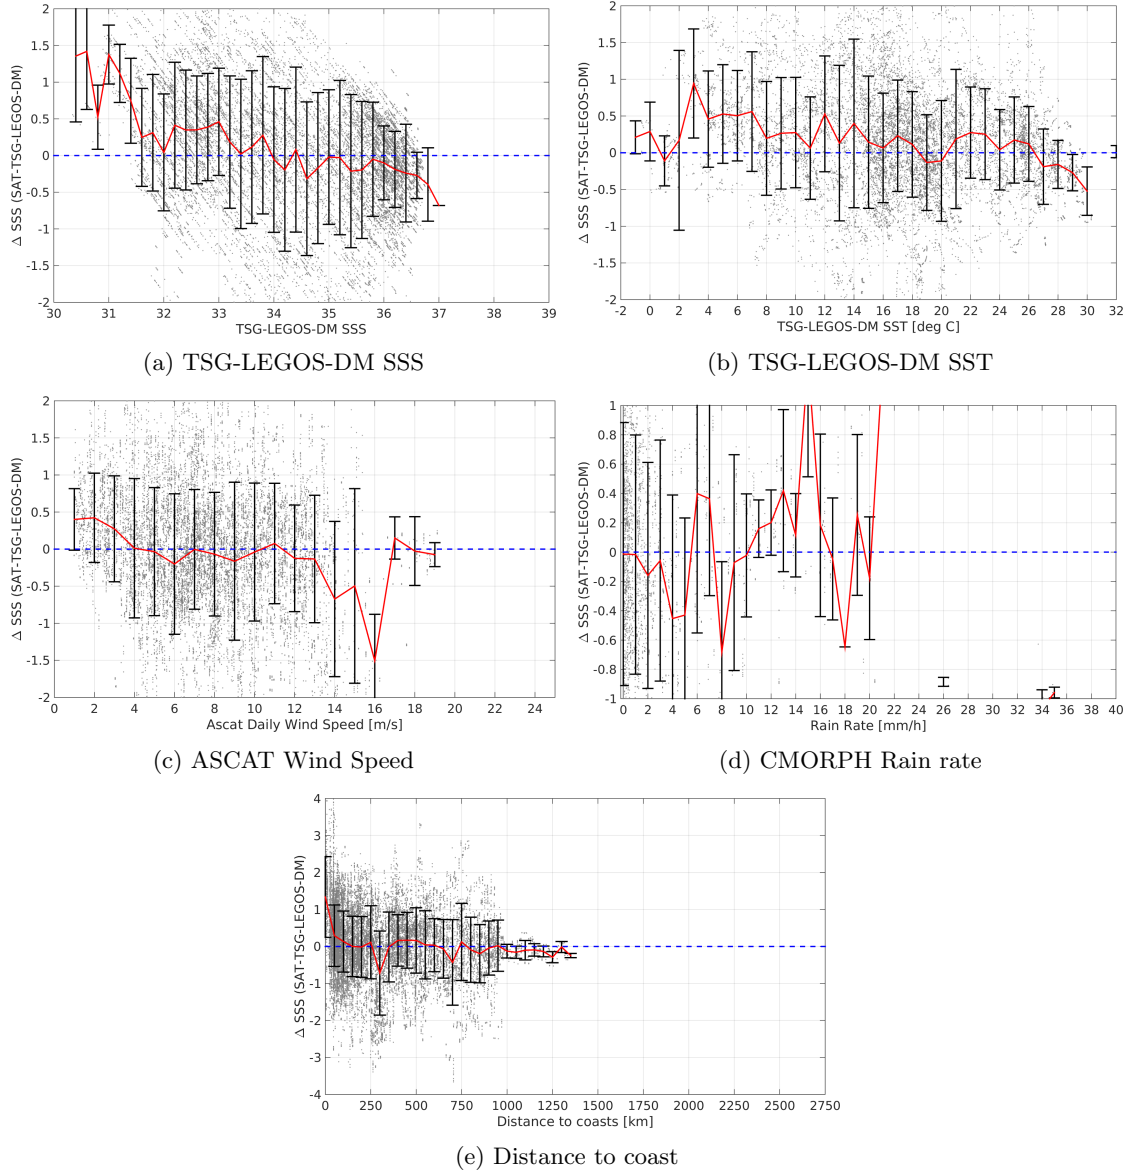 2
1.5
1
0.5
0
-0.5
-1
-1.5
-2
Δ SSS (SAT-TSG-LEGOS-DM)
30 31 32 33 34 35 36 37 38 39
TSG-LEGOS-DM SSS
(a) TSG-LEGOS-DM SSS
2
1.5
1
0.5
0
-0.5
-1
-1.5
-2
Δ SSS (SAT-TSG-LEGOS-DM)
-2 0 2 4 6 8 10 12 14 16 18 20 22 24 26 28 30 32
TSG-LEGOS-DM SST [deg C]
(b) TSG-LEGOS-DM SST
2
1.5
1
0.5
0
-0.5
-1
-1.5
-2
Δ SSS (SAT-TSG-LEGOS-DM)
0 2 4 6 8 10 12 14 16 18 20 22 24
Ascat Daily Wind Speed [m/s]
(c) ASCAT Wind Speed
1
0.8
0.6
0.4
0.2
0
-0.2
-0.4
-0.6
-0.8
-1
Δ SSS (SAT-TSG-LEGOS-DM)
0 2 4 6 8 10 12 14 16 18 20 22 24 26 28 30 32 34 36 38 40
Rain Rate [mm/h]
(d) CMORPH Rain rate
4
3
2
1
0
-1
-2
-3
-4
Δ SSS (SAT-TSG-LEGOS-DM)
0 250 500 750 1000 1250 1500 1750 2000 2250 2500 2750
Distance to coasts [km]
(e) Distance to coast